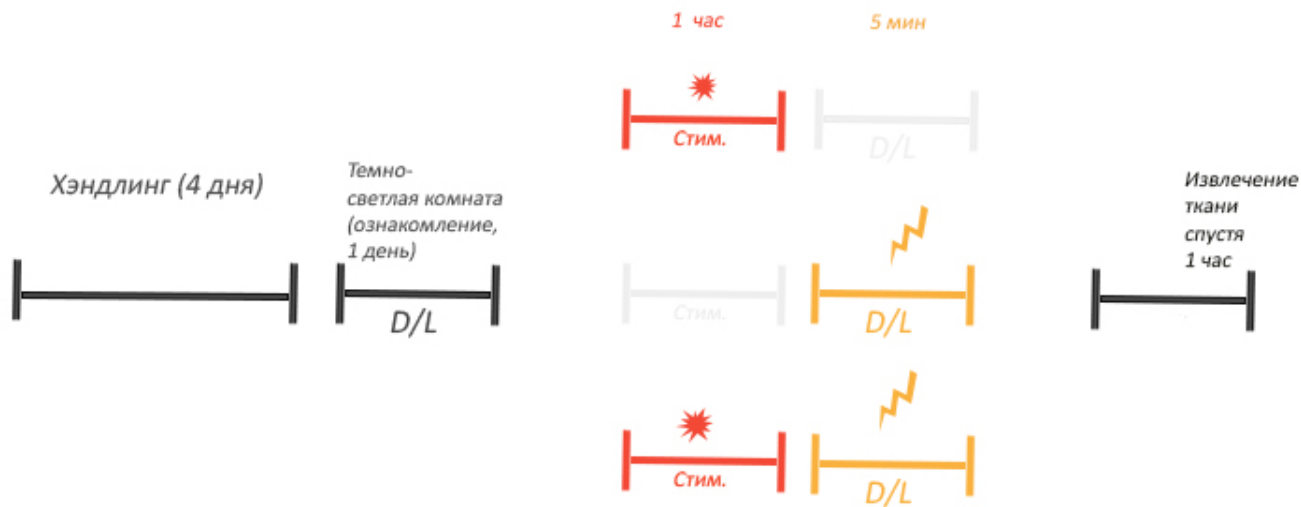 1 час
5 мин
Стим.
D/L
Хэндлинг (4 дня)
Темно-
светлая комната
(ознакомление,
1 день)
D/L
Стим.
D/L
Извлечение
ткани
спустя
1 час
Стим.
D/L